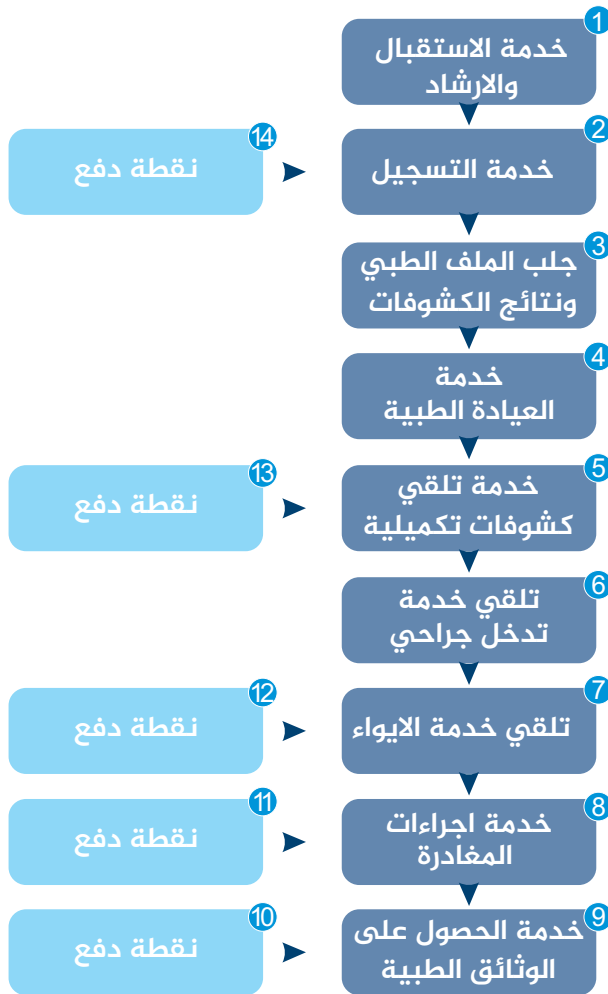 1
خدمة الاستقبال
والارشاد
2
خدمة التسجيل
14
نقطة دفع
3
جلب الملف الطبي
ونتائج الكشوفات
4
خدمة
العيادة الطبية
5
خدمة تلقي
كشوفات تكميلية
13
نقطة دفع
6
تلقي خدمة
تدخل جراحي
7
تلقي خدمة الايواء
12
نقطة دفع
8
خدمة اجراءات
المغادرة
11
نقطة دفع
9
خدمة الحصول على
الوثائق الطبية
10
نقطة دفع